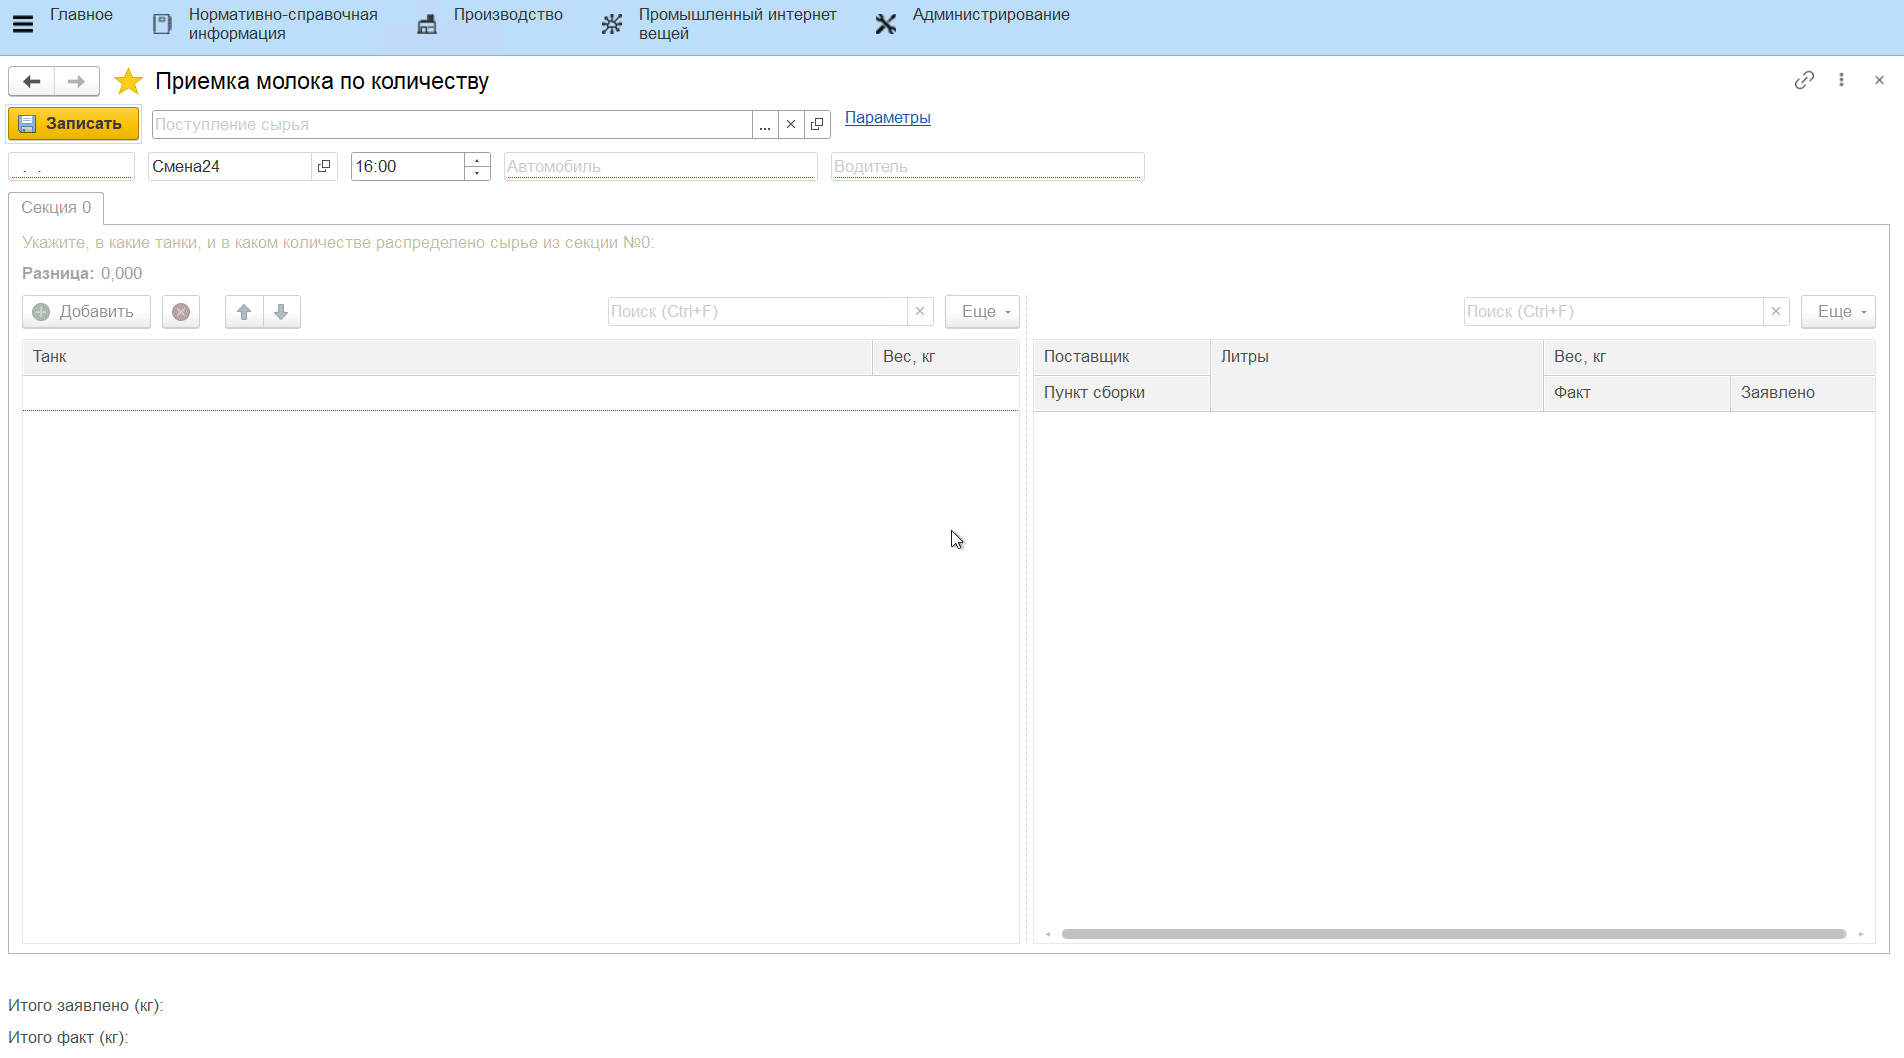 Главное
Нормативно-справочная
информация
Производство
Промышленный интернет
вещей
Администрирование
Приемка молока по количеству
Записать
Поступление сырья
...
Параметры
. .
Смена24
16:00
Автомобиль
Водитель
Секция 0
Укажите, в какие танки, и в каком количестве распределено сырье из секции №0:
Разница: 0,000
Добавить
Поиск (Ctrl+F)
Еще
Поиск (Ctrl+F)
Еще
Танк
Вес, кг
Поставщик
Литры
Вес, кг
Пункт сборки
Факт
Заявлено
Итого заявлено (кг):
Итого факт (кг):